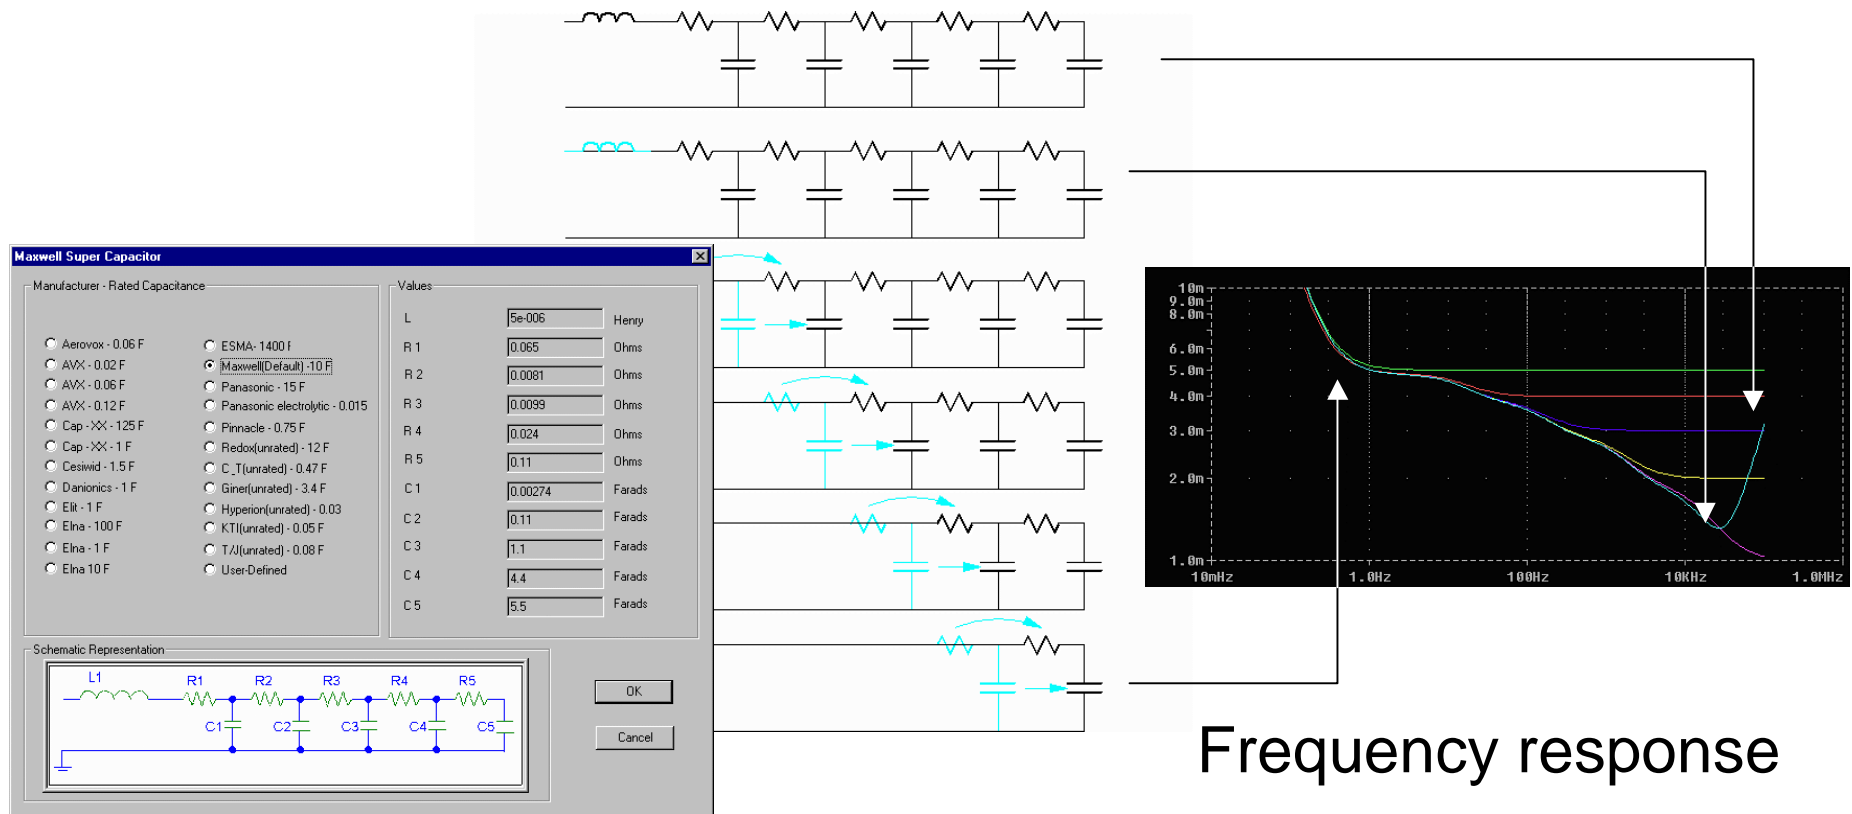 Maxwell Super Capacitor
Manufacturer - Rated Capacitance
Aerovox - 0.06 F
AVX - 0.02 F
AVX - 0.06 F
AVX - 0.12 F
Cap - XX - 125 F
Cap - XX - 1 F
Cesiwid - 1.5 F
Danionics - 1 F
Elit - 1 F
Elna - 100 F
Elna - 1 F
Elna 10 F
ESMA- 1400 F
Maxwell(Default) -10 F
Panasonic - 15 F
Panasonic electrolytic - 0.015
Pinnacle - 0.75 F
Redox(unrated) - 12 F
C_T(unrated) - 0.47 F
Giner(unrated) - 3.4 F
Hyperion(unrated) - 0.03
KTI(unrated) - 0.05 F
T/J(unrated) - 0.08 F
User-Defined
Values
L 5e-006 Henry
R 1 0.065 Ohms
R 2 0.0081 Ohms
R 3 0.0099 Ohms
R 4 0.024 Ohms
R 5 0.11 Ohms
C 1 0.00274 Farads
C 2 0.11 Farads
C 3 1.1 Farads
C 4 4.4 Farads
C 5 5.5 Farads
Schematic Representation
L1 R1 R2 R3 R4 R5
C1 C2 C3 C4 C5
OK
Cancel
10m
9.0m
8.0m
6.0m
5.0m
4.0m
3.0m
2.0m
1.0m
10mHz 1.0Hz 100Hz 10KHz 1.0MHz
Frequency response